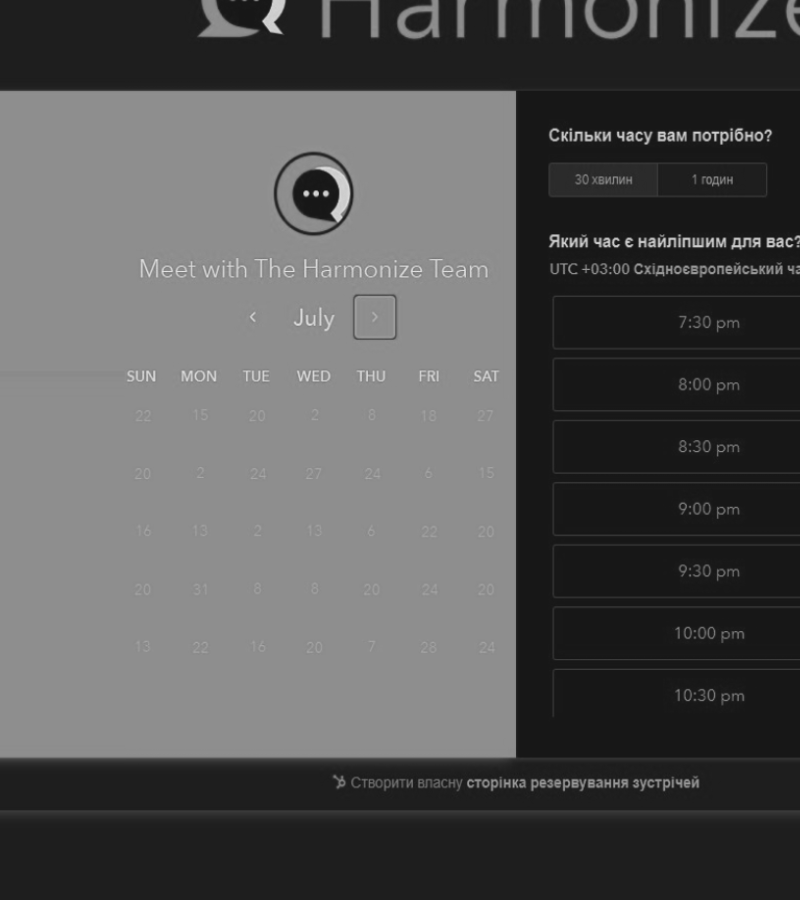 Harmonize
Meet with The Harmonize Team
July
SUN MON TUE WED THU FRI SAT
22 15 20 2 8 18 27
20 2 24 27 24 6 15
16 13 2 13 6 22 20
20 31 8 8 20 24 20
13 22 16 20 7 28 24
Скільки часу вам потрібно?
30 хвилин 1 годин
Який час є найліпшим для вас?
UTC +03:00 Східноєвропейський ча
7:30 pm
8:00 pm
8:30 pm
9:00 pm
9:30 pm
10:00 pm
10:30 pm
Створити власну сторінка резервування зустрічей